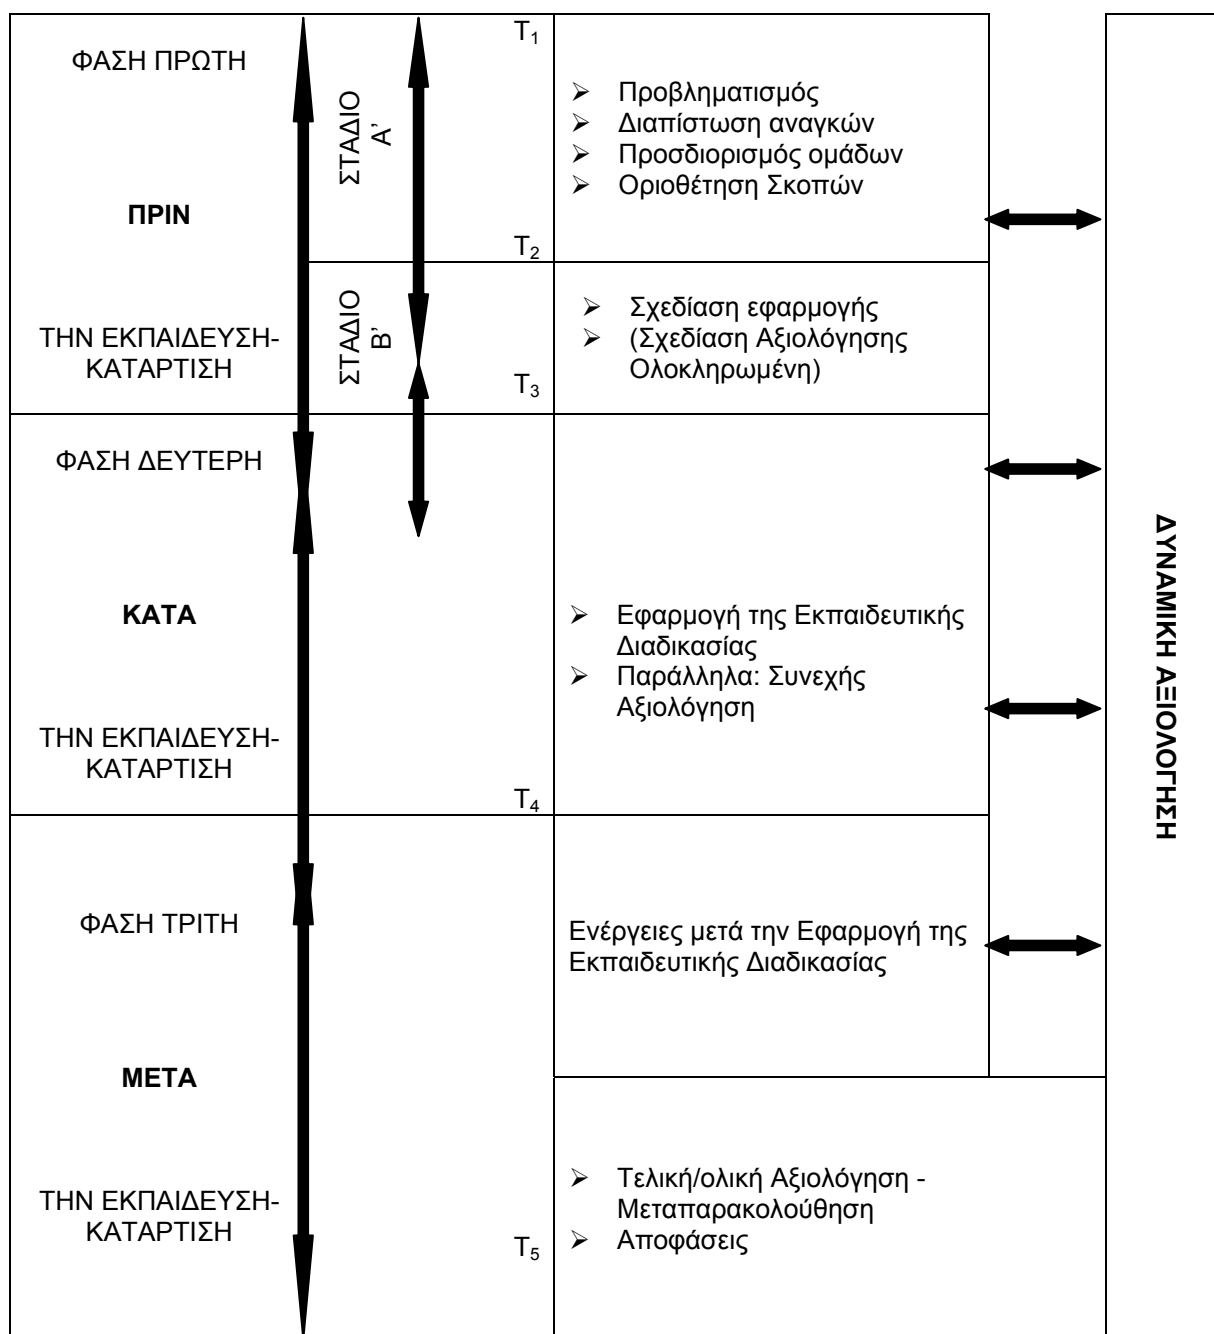 ΦΑΣΗ ΠΡΩΤΗ
ΠΡΙΝ
ΤΗΝ ΕΚΠΑΙΔΕΥΣΗ-
ΚΑΤΑΡΤΙΣΗ
ΣΤΑΔΙΟ
Α’
T1
➢ Προβληματισμός
➢ Διαπίστωση αναγκών
➢ Προσδιορισμός ομάδων
➢ Οριοθέτηση Σκοπών
T2
ΣΤΑΔΙΟ
Β’
➢ Σχεδίαση εφαρμογής
➢ (Σχεδίαση Αξιολόγησης
Ολοκληρωμένη)
T3
ΦΑΣΗ ΔΕΥΤΕΡΗ
ΚΑΤΑ
ΤΗΝ ΕΚΠΑΙΔΕΥΣΗ-
ΚΑΤΑΡΤΙΣΗ
➢ Εφαρμογή της Εκπαιδευτικής
Διαδικασίας
➢ Παράλληλα: Συνεχής
Αξιολόγηση
T4
ΦΑΣΗ ΤΡΙΤΗ
ΜΕΤΑ
ΤΗΝ ΕΚΠΑΙΔΕΥΣΗ-
ΚΑΤΑΡΤΙΣΗ
Ενέργειες μετά την Εφαρμογή της
Εκπαιδευτικής Διαδικασίας
➢ Τελική/ολική Αξιολόγηση -
Μεταπαρακολούθηση
➢ Αποφάσεις
T5
ΔΥΝΑΜΙΚΗ ΑΞΙΟΛΟΓΗΣΗ